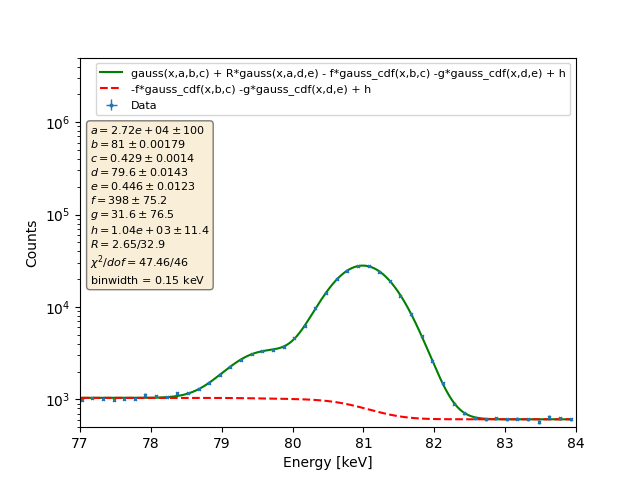 gauss(x,a,b,c) + R*gauss(x,a,d,e) - f*gauss_cdf(x,b,c) -g*gauss_cdf(x,d,e) + h
-f*gauss_cdf(x,b,c) -g*gauss_cdf(x,d,e) + h
Data
a = 2.72e + 04 ± 100
b = 81 ± 0.00179
c = 0.429 ± 0.0014
d = 79.6 ± 0.0143
e = 0.446 ± 0.0123
f = 398 ± 75.2
g = 31.6 ± 76.5
h = 1.04e + 03 ± 11.4
R = 2.65/32.9
χ²/dof = 47.46/46
binwidth = 0.15 keV
10⁶
10⁵
10⁴
10³
Counts
77 78 79 80 81 82 83 84
Energy [keV]